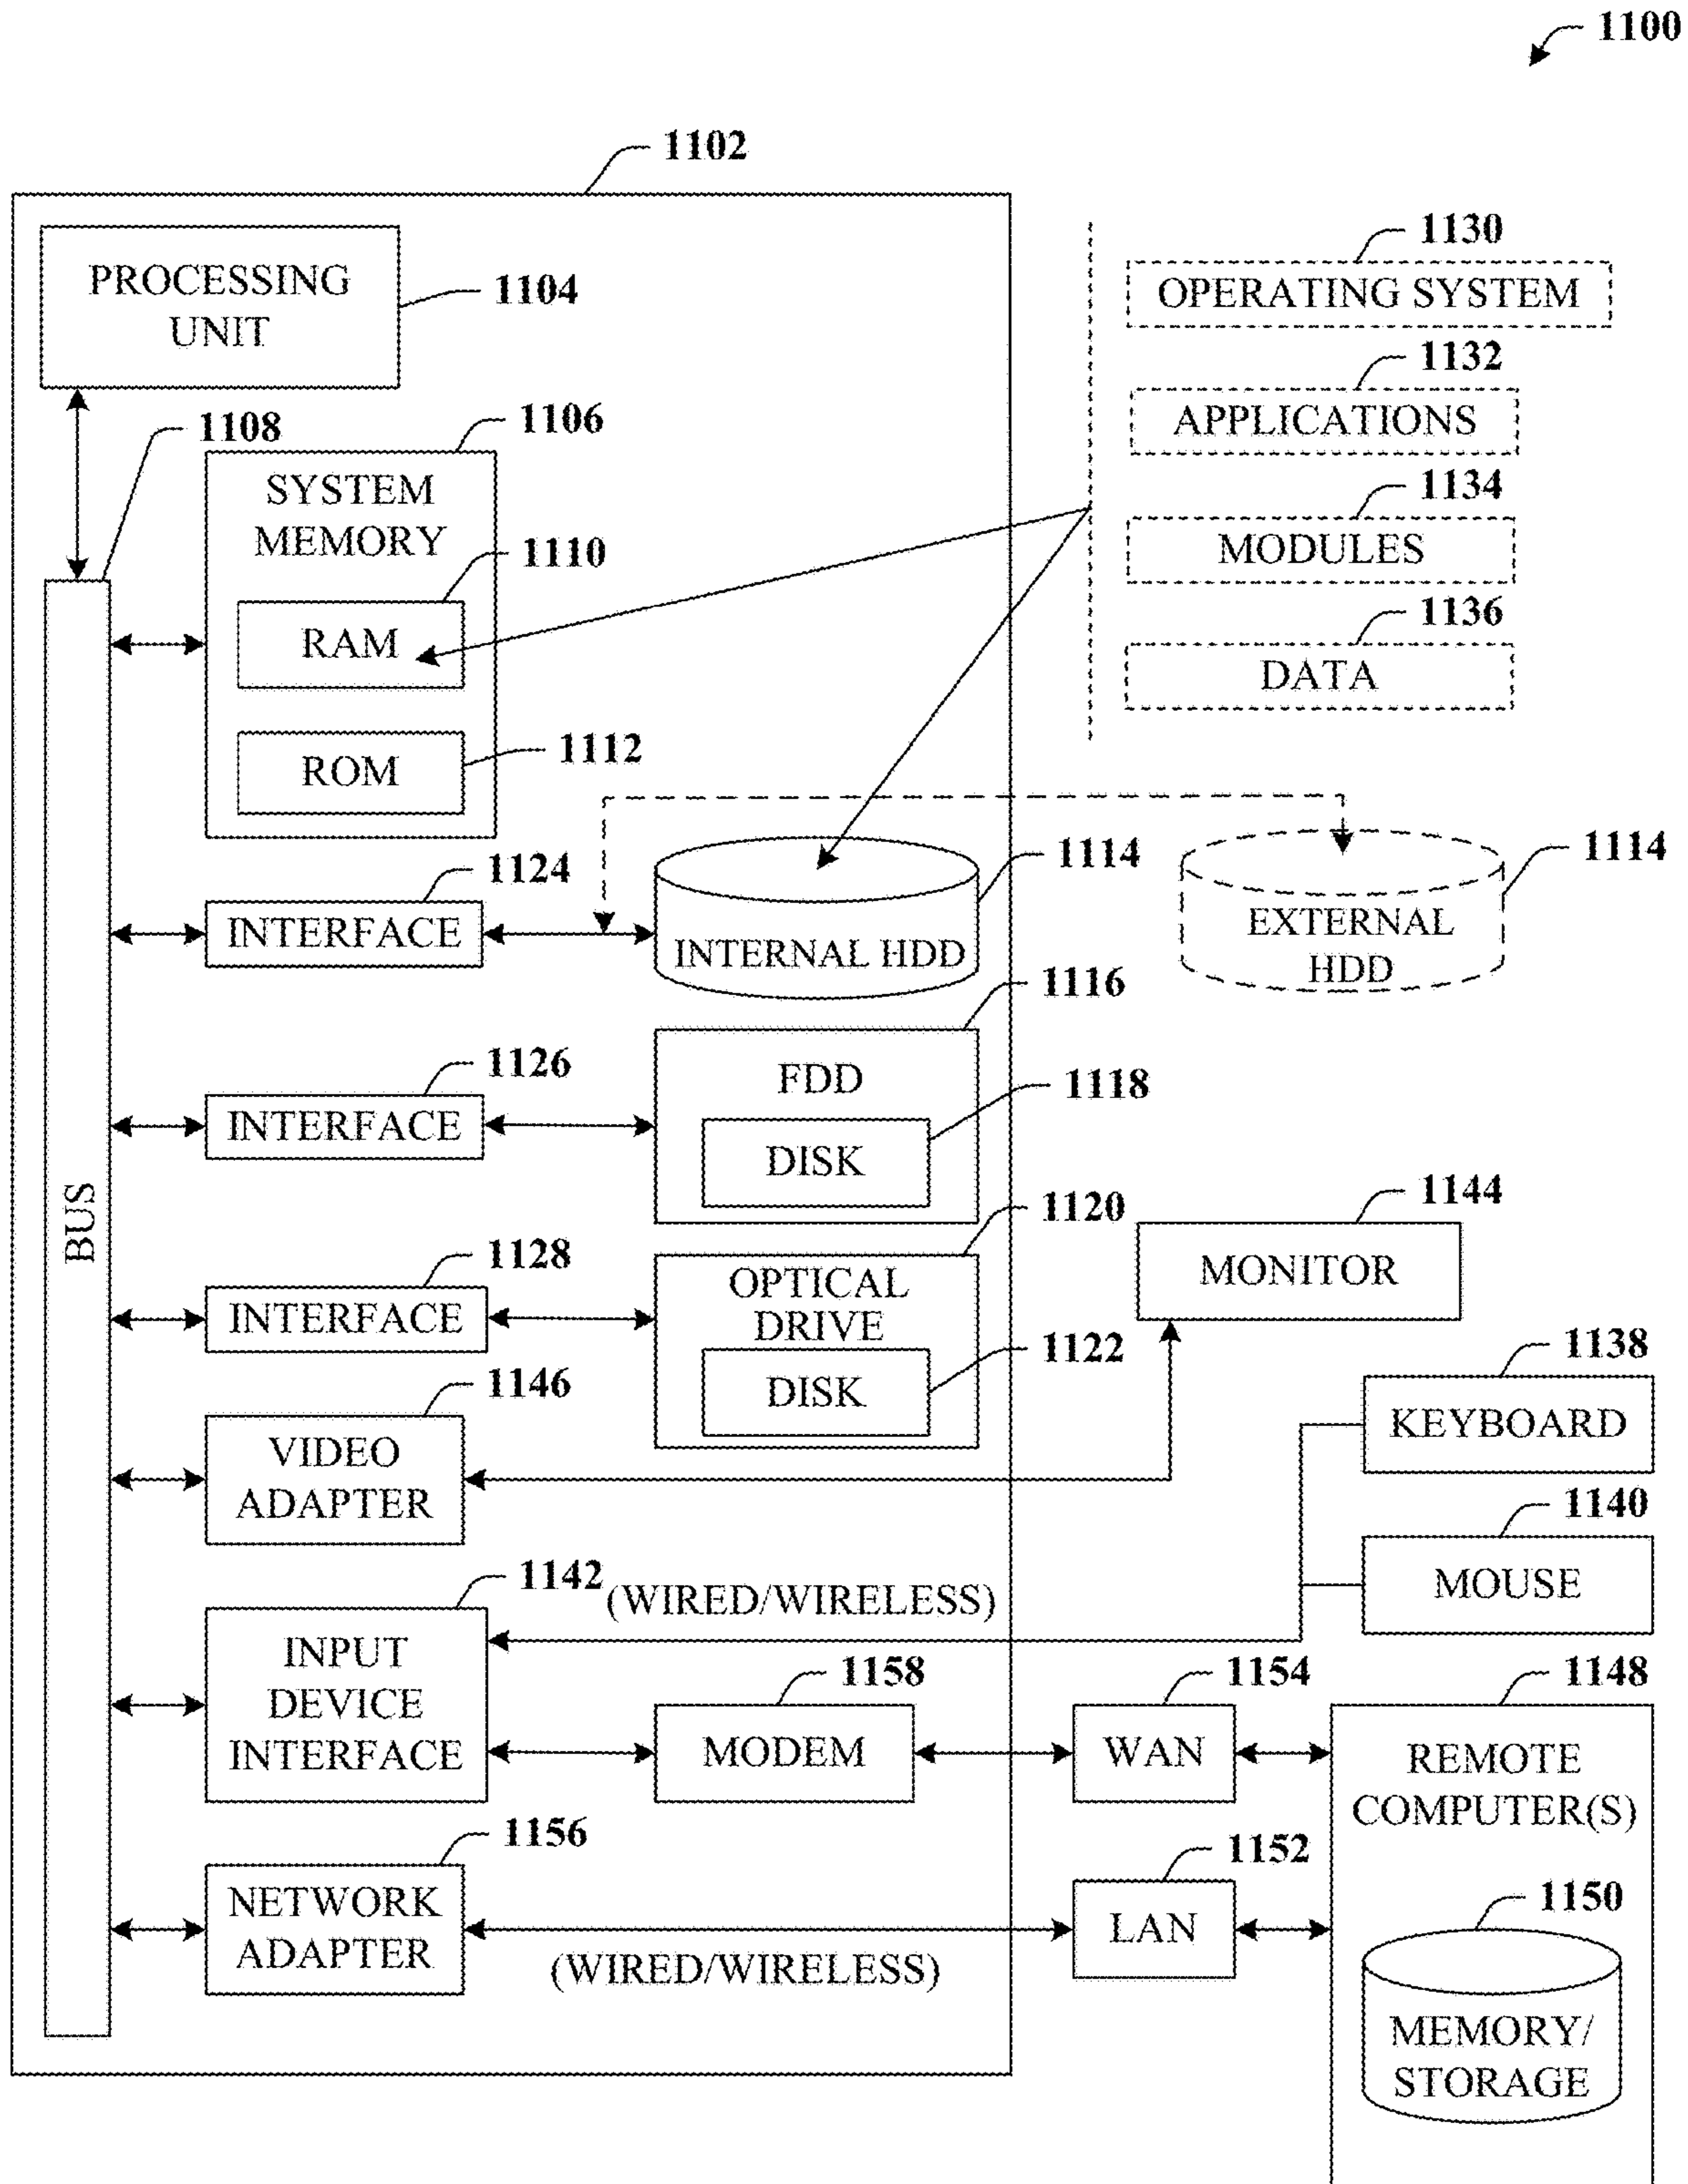 1100
1102
PROCESSING
UNIT
1104
1130
OPERATING SYSTEM
1132
APPLICATIONS
1134
MODULES
1136
DATA
1108
1106
SYSTEM
MEMORY
1110
RAM
1112
ROM
1124
INTERFACE
1114
INTERNAL HDD
1114
EXTERNAL
HDD
1126
INTERFACE
1116
FDD
1118
DISK
BUS
1128
INTERFACE
1120
OPTICAL
DRIVE
1122
DISK
1144
MONITOR
1146
VIDEO
ADAPTER
1138
KEYBOARD
1140
MOUSE
1142
(WIRED/WIRELESS)
INPUT
DEVICE
INTERFACE
1158
MODEM
1154
WAN
1148
REMOTE
COMPUTER(S)
1156
NETWORK
ADAPTER
(WIRED/WIRELESS)
1152
LAN
1150
MEMORY/
STORAGE